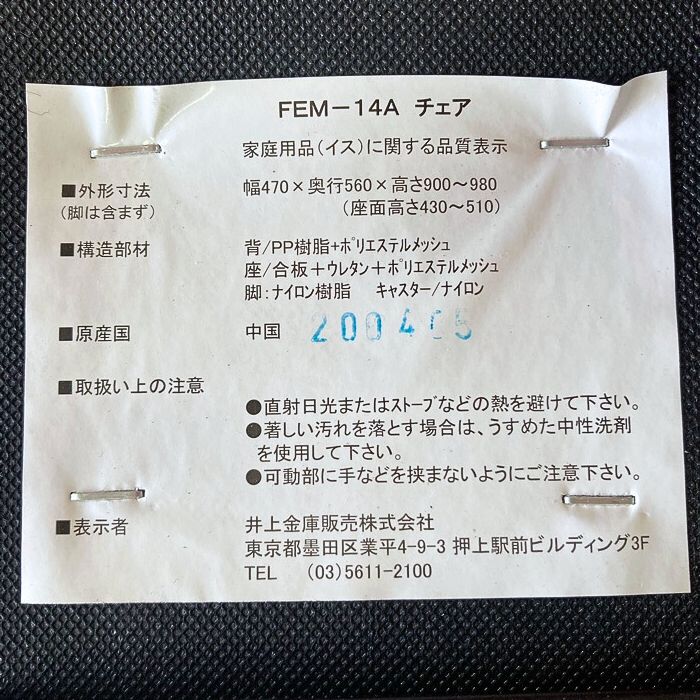 FEM-14A チェア
家庭用品(イス)に関する品質表示
■外形寸法 幅470×奥行560×高さ900~980
(脚は含まず) (座面高さ430~510)
■構造部材 背/PP樹脂+ポリエステルメッシュ
座/合板+ウレタン+ポリエステルメッシュ
脚:ナイロン樹脂 キャスター/ナイロン
■原産国 中国 200405
■取扱い上の注意
●直射日光またはストーブなどの熱を避けて下さい。
●著しい汚れを落とす場合は、うすめた中性洗剤
を使用して下さい。
●可動部に手などを挟まないようにご注意下さい。
■表示者 井上金庫販売株式会社
東京都墨田区業平4-9-3 押上駅前ビルディング3F
TEL (03)5611-2100